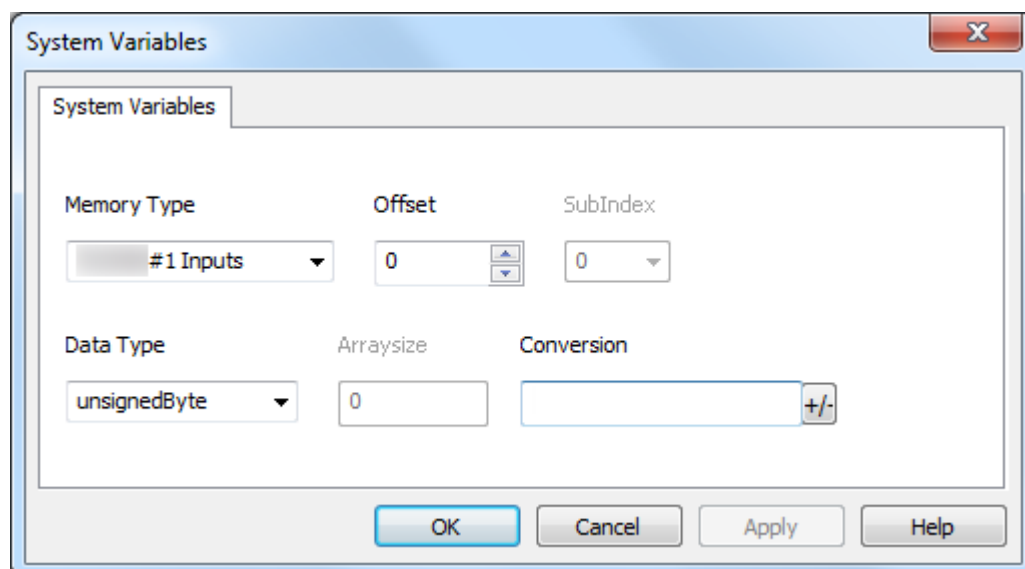 System Variables
System Variables
Memory Type Offset SubIndex
#1 Inputs 0 0
Data Type Arraysize Conversion
unsignedByte 0 +/-
OK Cancel Apply Help